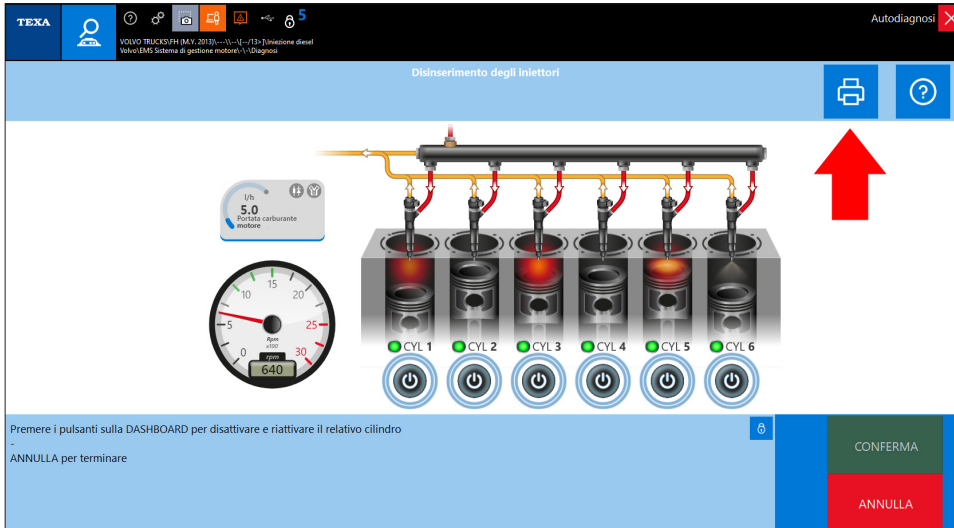 TEXA
5
Autodiagnosi
VOLVO TRUCKS\FH (M.Y. 2013)\---\\--\[--/13>]\Iniezione diesel
Volvo\EMS Sistema di gestione motore\-\-\Diagnosi
Disinserimento degli iniettori
l/h
5.0
Portata carburante
motore
0
5
10
15
20
25
30
Rpm
x100
rpm
640
CYL 1
CYL 2
CYL 3
CYL 4
CYL 5
CYL 6
Premere i pulsanti sulla DASHBOARD per disattivare e riattivare il relativo cilindro
-
ANNULLA per terminare
CONFERMA
ANNULLA